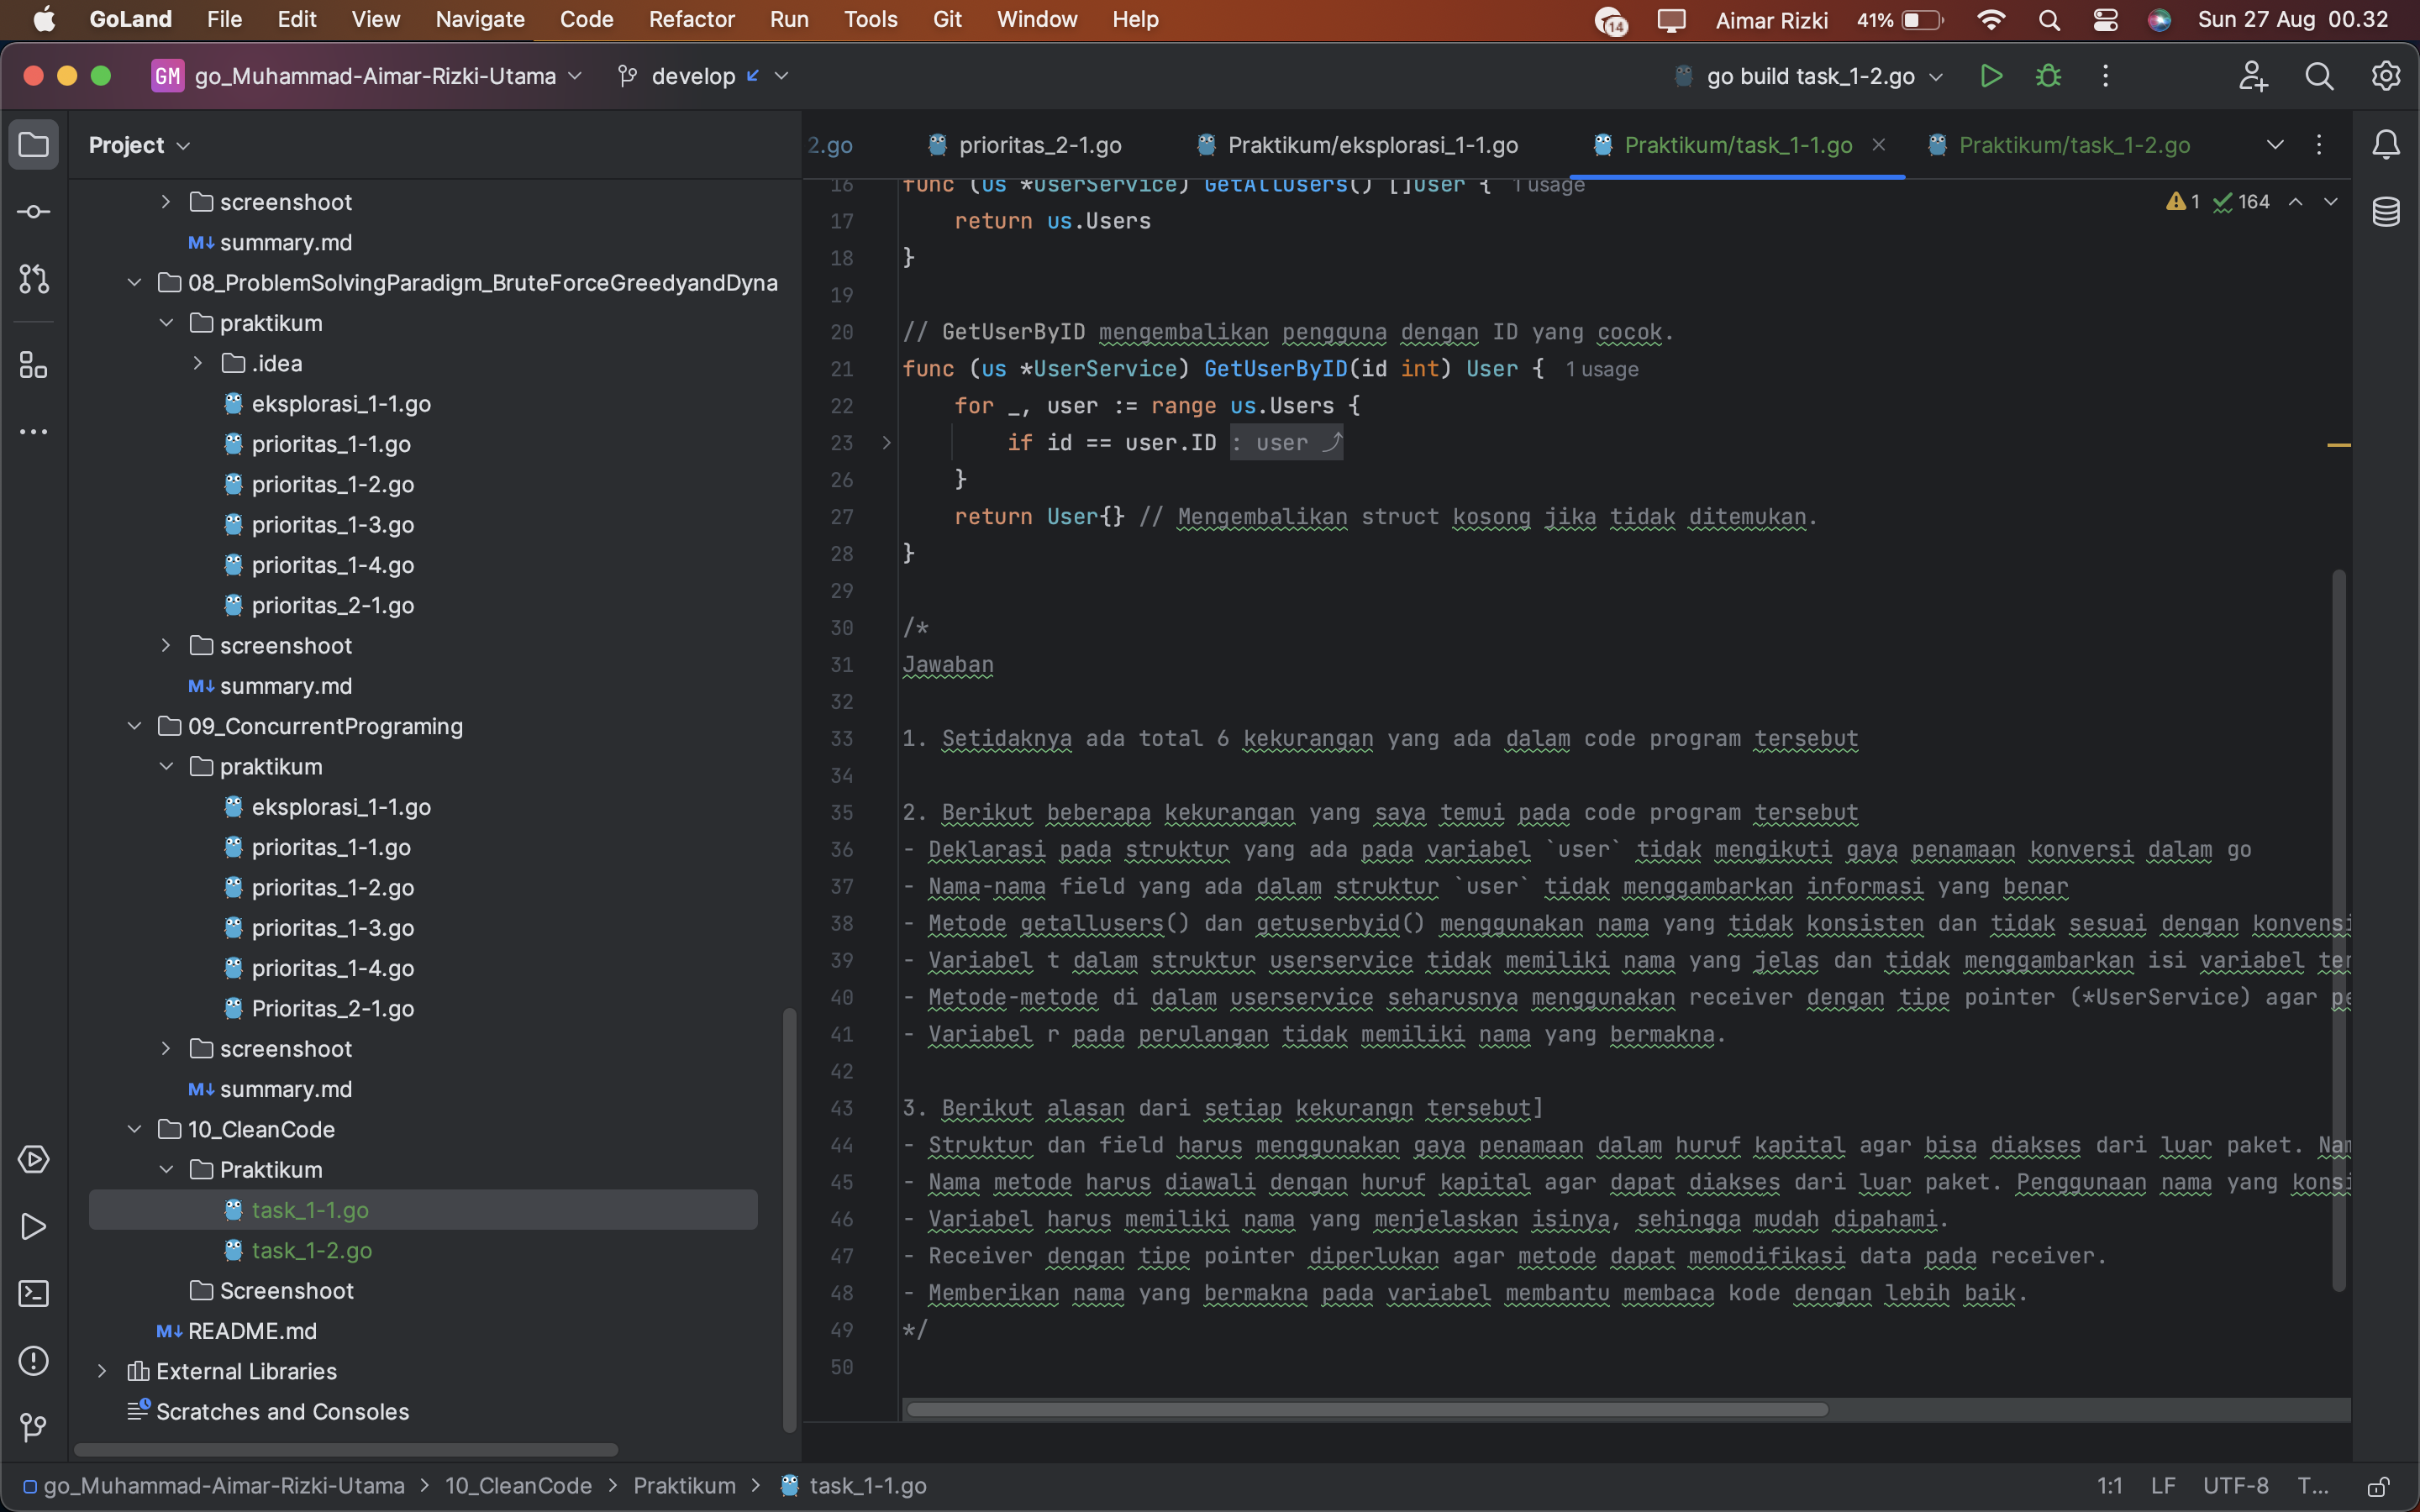 GoLand File Edit View Navigate Code Refactor Run Tools Git Window Help 14 Aimar Rizki 41% Sun 27 Aug 00.32
GM go_Muhammad-Aimar-Rizki-Utama develop go build task_1-2.go
Project
2.go prioritas_2-1.go Praktikum/eksplorasi_1-1.go Praktikum/task_1-1.go Praktikum/task_1-2.go
1 164
screenshoot
summary.md
08_ProblemSolvingParadigm_BruteForceGreedyandDyna
praktikum
.idea
eksplorasi_1-1.go
prioritas_1-1.go
prioritas_1-2.go
prioritas_1-3.go
prioritas_1-4.go
prioritas_2-1.go
screenshoot
summary.md
09_ConcurrentPrograming
praktikum
eksplorasi_1-1.go
prioritas_1-1.go
prioritas_1-2.go
prioritas_1-3.go
prioritas_1-4.go
Prioritas_2-1.go
screenshoot
summary.md
10_CleanCode
Praktikum
task_1-1.go
task_1-2.go
Screenshoot
README.md
External Libraries
Scratches and Consoles
16 func (us *UserService) GetAllUsers() []User { 1 usage
17 return us.Users
18 }
19
20 // GetUserByID mengembalikan pengguna dengan ID yang cocok.
21 func (us *UserService) GetUserByID(id int) User { 1 usage
22 for _, user := range us.Users {
23 if id == user.ID : user
26 }
27 return User{} // Mengembalikan struct kosong jika tidak ditemukan.
28 }
29
30 /*
31 Jawaban
32
33 1. Setidaknya ada total 6 kekurangan yang ada dalam code program tersebut
34
35 2. Berikut beberapa kekurangan yang saya temui pada code program tersebut
36 - Deklarasi pada struktur yang ada pada variabel `user` tidak mengikuti gaya penamaan konversi dalam go
37 - Nama-nama field yang ada dalam struktur `user` tidak menggambarkan informasi yang benar
38 - Metode getallusers() dan getuserbyid() menggunakan nama yang tidak konsisten dan tidak sesuai dengan konvensi
39 - Variabel t dalam struktur userservice tidak memiliki nama yang jelas dan tidak menggambarkan isi variabel ter
40 - Metode-metode di dalam userservice seharusnya menggunakan receiver dengan tipe pointer (*UserService) agar pe
41 - Variabel r pada perulangan tidak memiliki nama yang bermakna.
42
43 3. Berikut alasan dari setiap kekurangn tersebut]
44 - Struktur dan field harus menggunakan gaya penamaan dalam huruf kapital agar bisa diakses dari luar paket. Nam
45 - Nama metode harus diawali dengan huruf kapital agar dapat diakses dari luar paket. Penggunaan nama yang konsi
46 - Variabel harus memiliki nama yang menjelaskan isinya, sehingga mudah dipahami.
47 - Receiver dengan tipe pointer diperlukan agar metode dapat memodifikasi data pada receiver.
48 - Memberikan nama yang bermakna pada variabel membantu membaca kode dengan lebih baik.
49 */
50
go_Muhammad-Aimar-Rizki-Utama > 10_CleanCode > Praktikum > task_1-1.go 1:1 LF UTF-8 T...